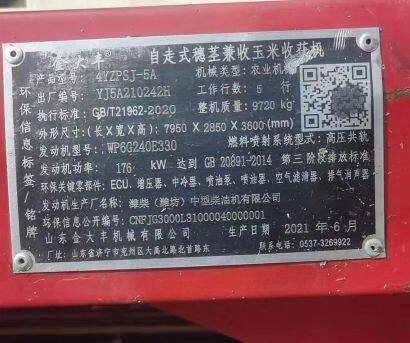 金大丰 自走式穗茎兼收玉米收获机
产品型号: 4YZPSJ-5A 机械类型: 农业机械
出厂编号: YJ5A210242H 工作行数: 5 行
执行标准: GB/T21962-2020 整机质量: 9720 kg
外形尺寸:(长×宽×高) 7950 × 2850 × 3600(mm)
发动机型号: WP6G240E330 燃料喷射系统型式: 高压共轨
发动机功率: 176 kW 达到 GB 20891-2014 第三阶段排放标准
环保关键零部件: ECU、增压器、中冷器、喷油泵、喷油器、空气滤清器、排气消声器
发动机生产厂名称: 潍柴(潍坊)中型柴油机有限公司
环保信息公开编号: CNFJG3000L31000040000001
山东金大丰机械有限公司 生产日期 2021 年 6 月
厂址: 山东省济宁市兖州区大禹北路北首路东 联系电话: 0537-3269922
环保信息标签/铭牌